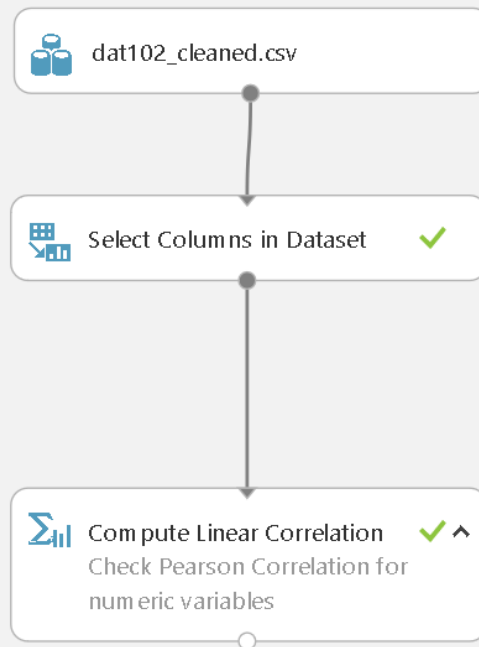 dat102_cleaned.csv
Select Columns in Dataset
Compute Linear Correlation
Check Pearson Correlation for
numeric variables